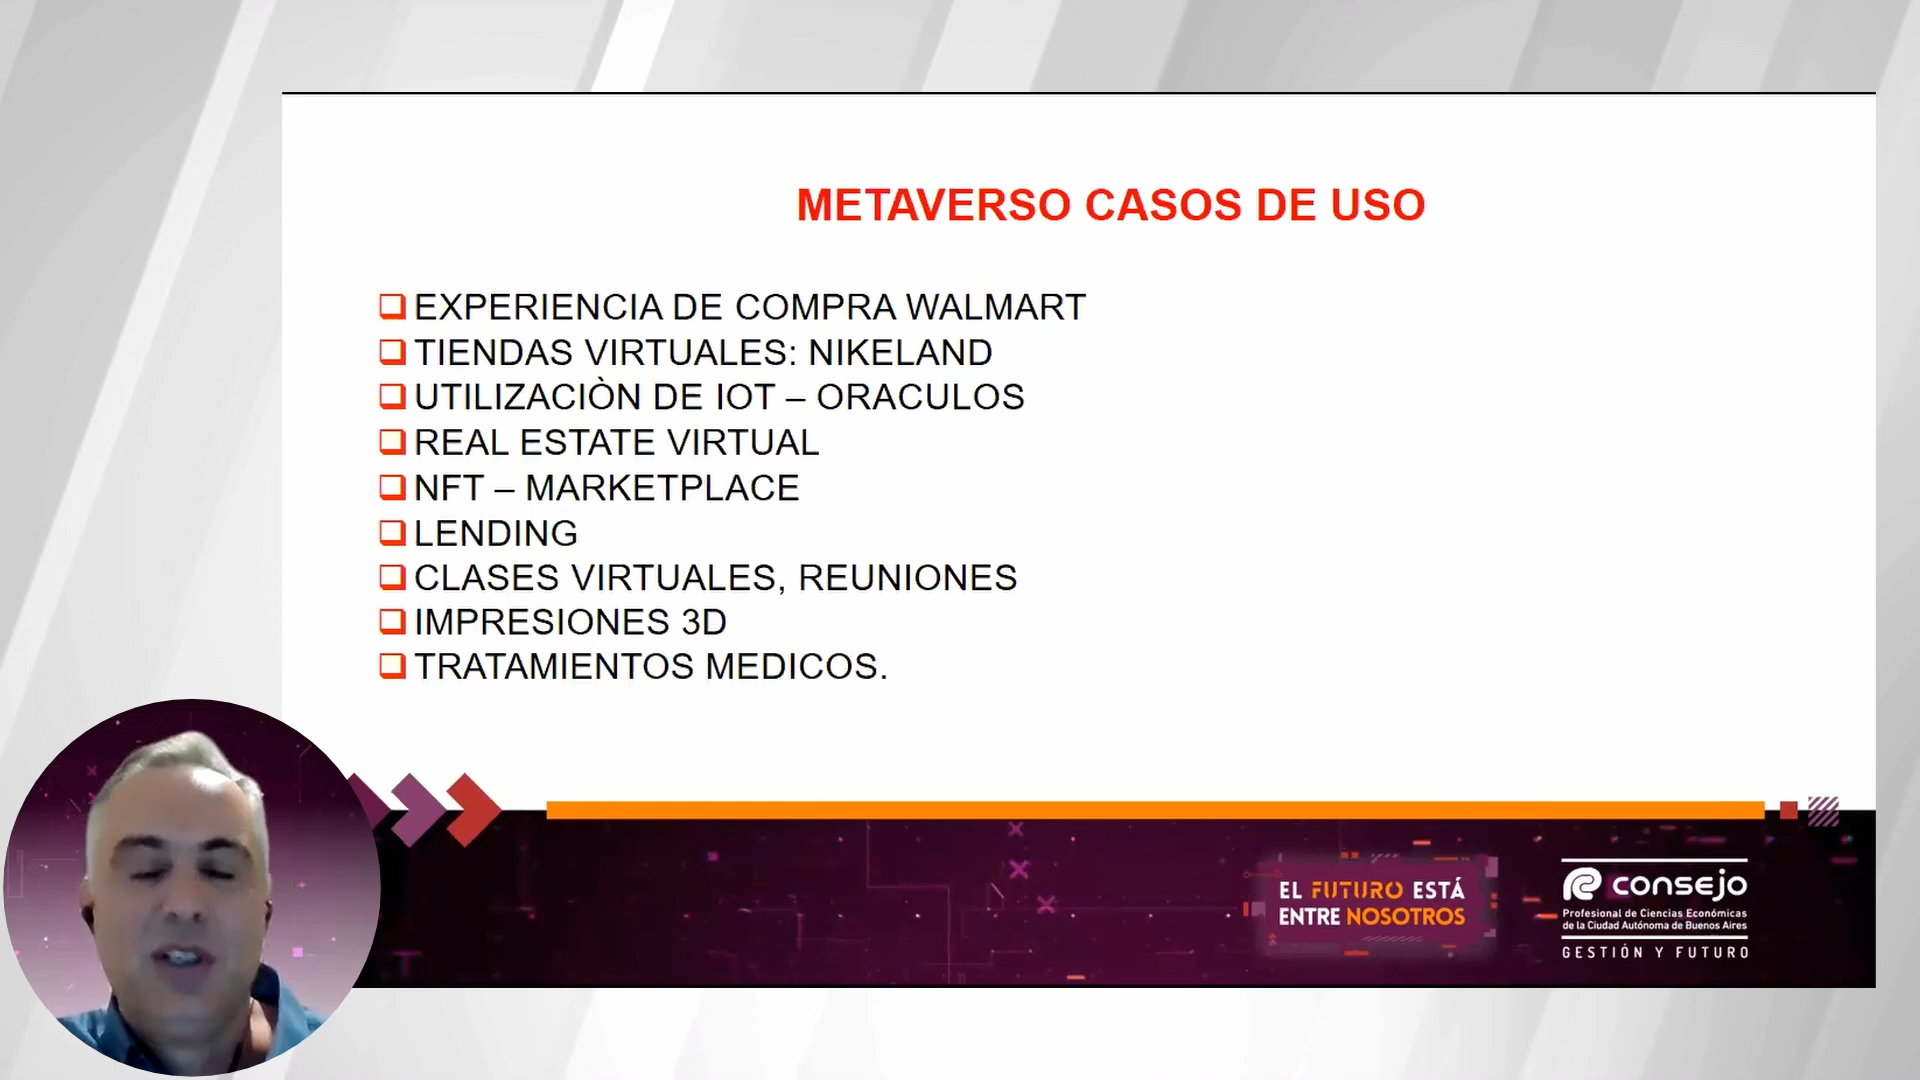 METAVERSO CASOS DE USO
EXPERIENCIA DE COMPRA WALMART
TIENDAS VIRTUALES: NIKELAND
UTILIZACIÒN DE IOT – ORACULOS
REAL ESTATE VIRTUAL
NFT – MARKETPLACE
LENDING
CLASES VIRTUALES, REUNIONES
IMPRESIONES 3D
TRATAMIENTOS MEDICOS.
EL FUTURO ESTÁ
ENTRE NOSOTROS
consejo
Profesional de Ciencias Económicas
de la Ciudad Autónoma de Buenos Aires
GESTIÓN Y FUTURO